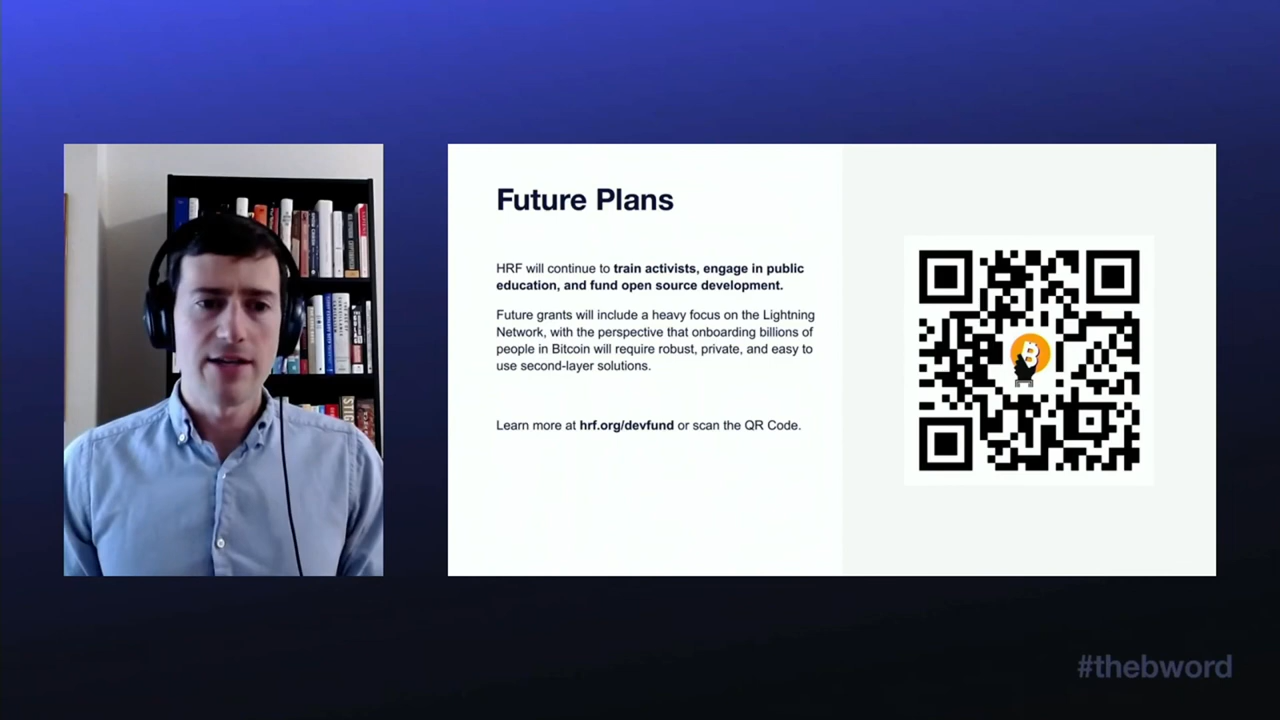 Future Plans
HRF will continue to train activists, engage in public
education, and fund open source development.
Future grants will include a heavy focus on the Lightning
Network, with the perspective that onboarding billions of
people in Bitcoin will require robust, private, and easy to
use second-layer solutions.
Learn more at hrf.org/devfund or scan the QR Code.
#thebword